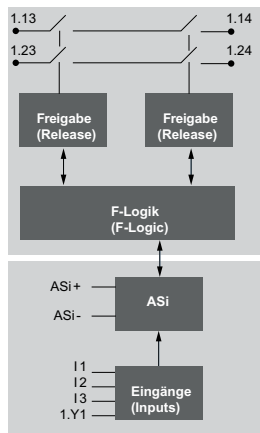 1.13 1.14
1.23 1.24
Freigabe Freigabe
(Release) (Release)
F-Logik
(F-Logic)
ASi+
ASi
ASi-
I1
I2
I3
1.Y1
Eingänge
(Inputs)